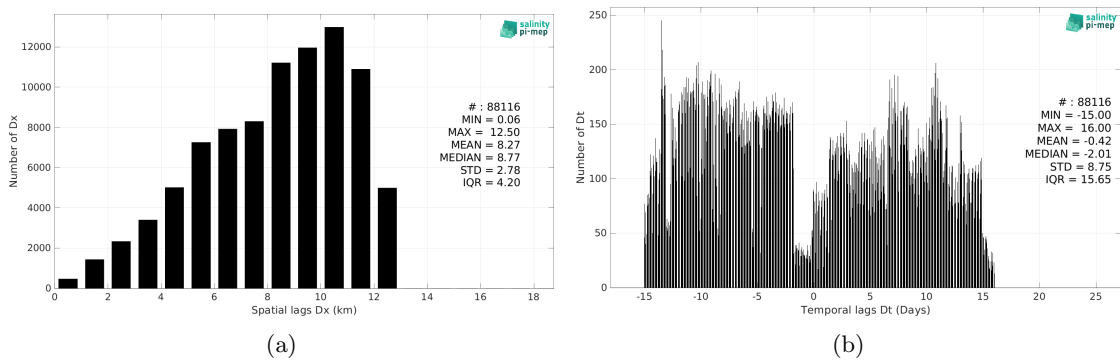 salinity
pi-mep
12000
10000
8000
6000
4000
2000
0
Number of Dx
# : 88116
MIN = 0.06
MAX = 12.50
MEAN = 8.27
MEDIAN = 8.77
STD = 2.78
IQR = 4.20
0 2 4 6 8 10 12 14 16 18
Spatial lags Dx (km)
(a)
salinity
pi-mep
250
200
150
100
50
0
Number of Dt
# : 88116
MIN = -15.00
MAX = 16.00
MEAN = -0.42
MEDIAN = -2.01
STD = 8.75
IQR = 15.65
-15 -10 -5 0 5 10 15 20 25
Temporal lags Dt (Days)
(b)